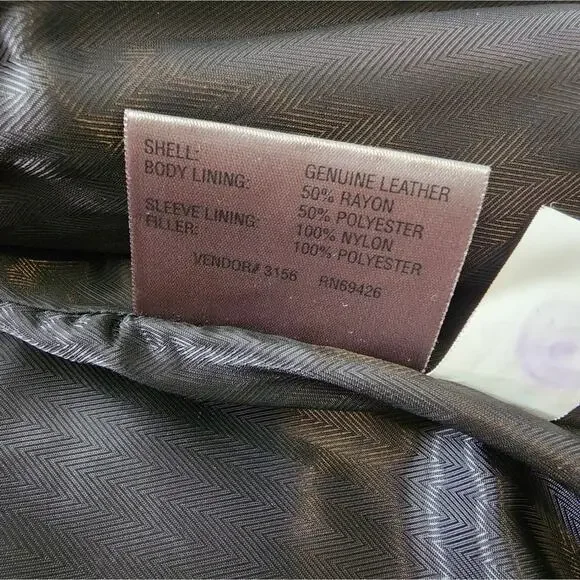 SHELL: GENUINE LEATHER
BODY LINING: 50% RAYON
50% POLYESTER
SLEEVE LINING: 100% NYLON
FILLER: 100% POLYESTER
VENDOR# 3156 RN69426